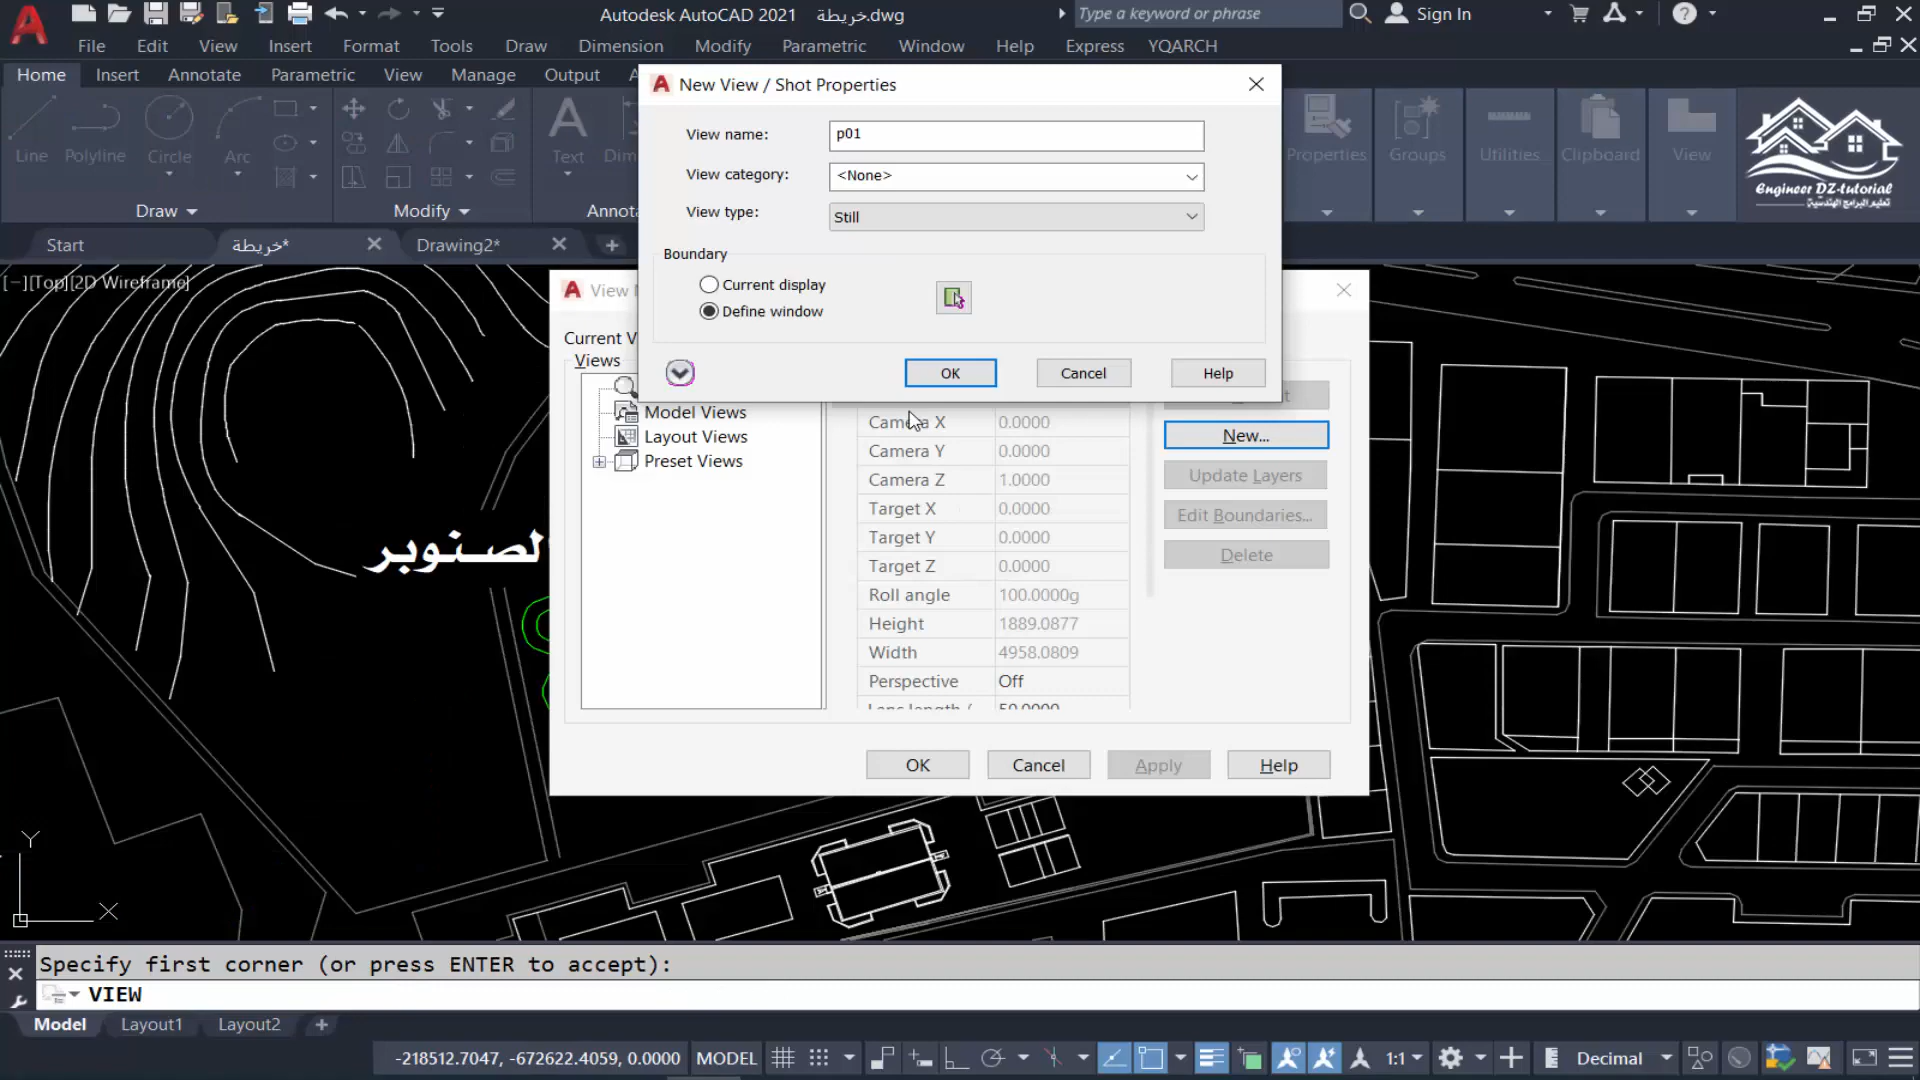 Autodesk AutoCAD 2021 خريطة.dwg
Type a keyword or phrase
Sign In
File Edit View Insert Format Tools Draw Dimension Modify Parametric Window Help Express YQARCH
Home Insert Annotate Parametric View Manage Output
New View / Shot Properties
View name: p01
View category: <None>
View type: Still
Boundary
Current display
Define window
OK Cancel Help
Line Polyline Circle Arc Text
Properties Groups Utilities Clipboard View
Draw Modify
Engineer DZ-tutorial
تعليم البرامج الهندسية
Start خريطة* Drawing2*
[−][Top][2D Wireframe]
Current V
Views
Model Views
Layout Views
Preset Views
Camera X 0.0000
Camera Y 0.0000
Camera Z 1.0000
Target X 0.0000
Target Y 0.0000
Target Z 0.0000
Roll angle 100.0000g
Height 1889.0877
Width 4958.0809
Perspective Off
New...
Update Layers
Edit Boundaries...
Delete
OK Cancel Apply Help
الصنوبر
Y
X
Specify first corner (or press ENTER to accept):
VIEW
Model Layout1 Layout2
-218512.7047, -672622.4059, 0.0000 MODEL 1:1 Decimal